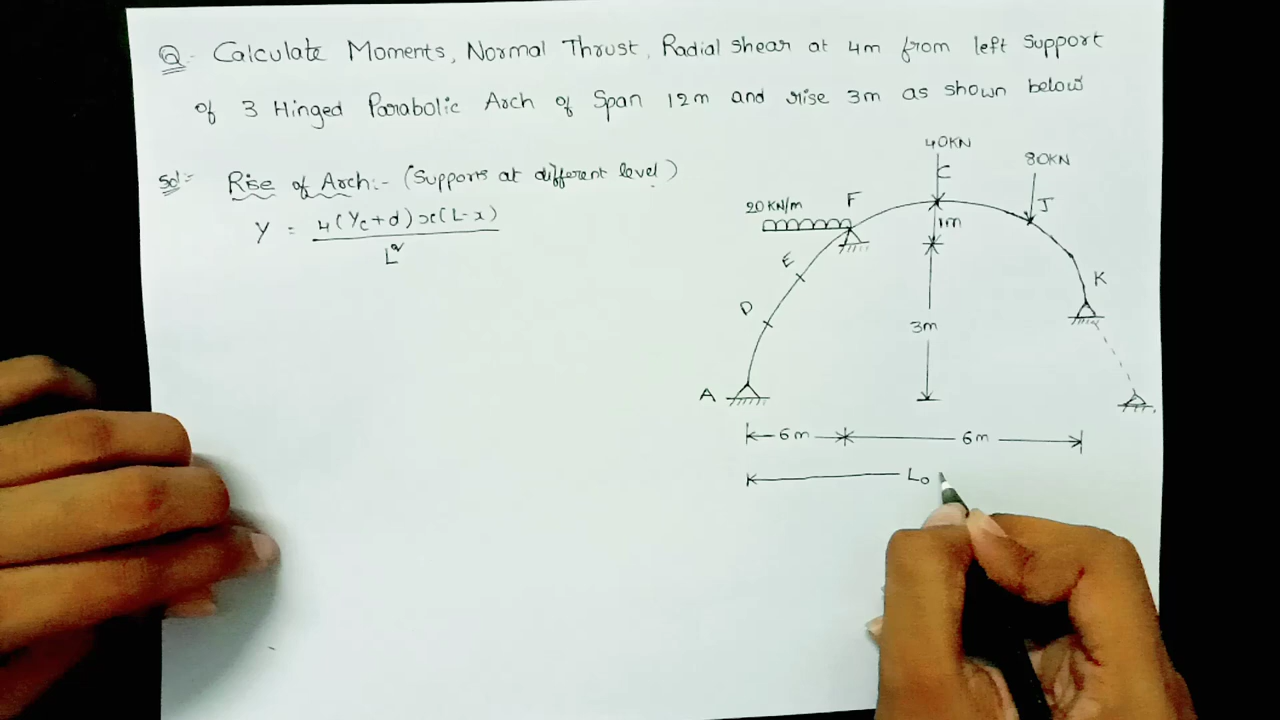 Q- Calculate Moments, Normal Thrust, Radial shear at 4m from left support
of 3 Hinged Parabolic Arch of Span 12m and rise 3m as shown below
Sol:- Rise of Arch:- (Supports at different level)
Y = 4(Yc+d)x(L-x)
L²
40KN
C
80KN
20KN/m
F
J
1m
E
K
D
3m
A
6m
6m
L₀